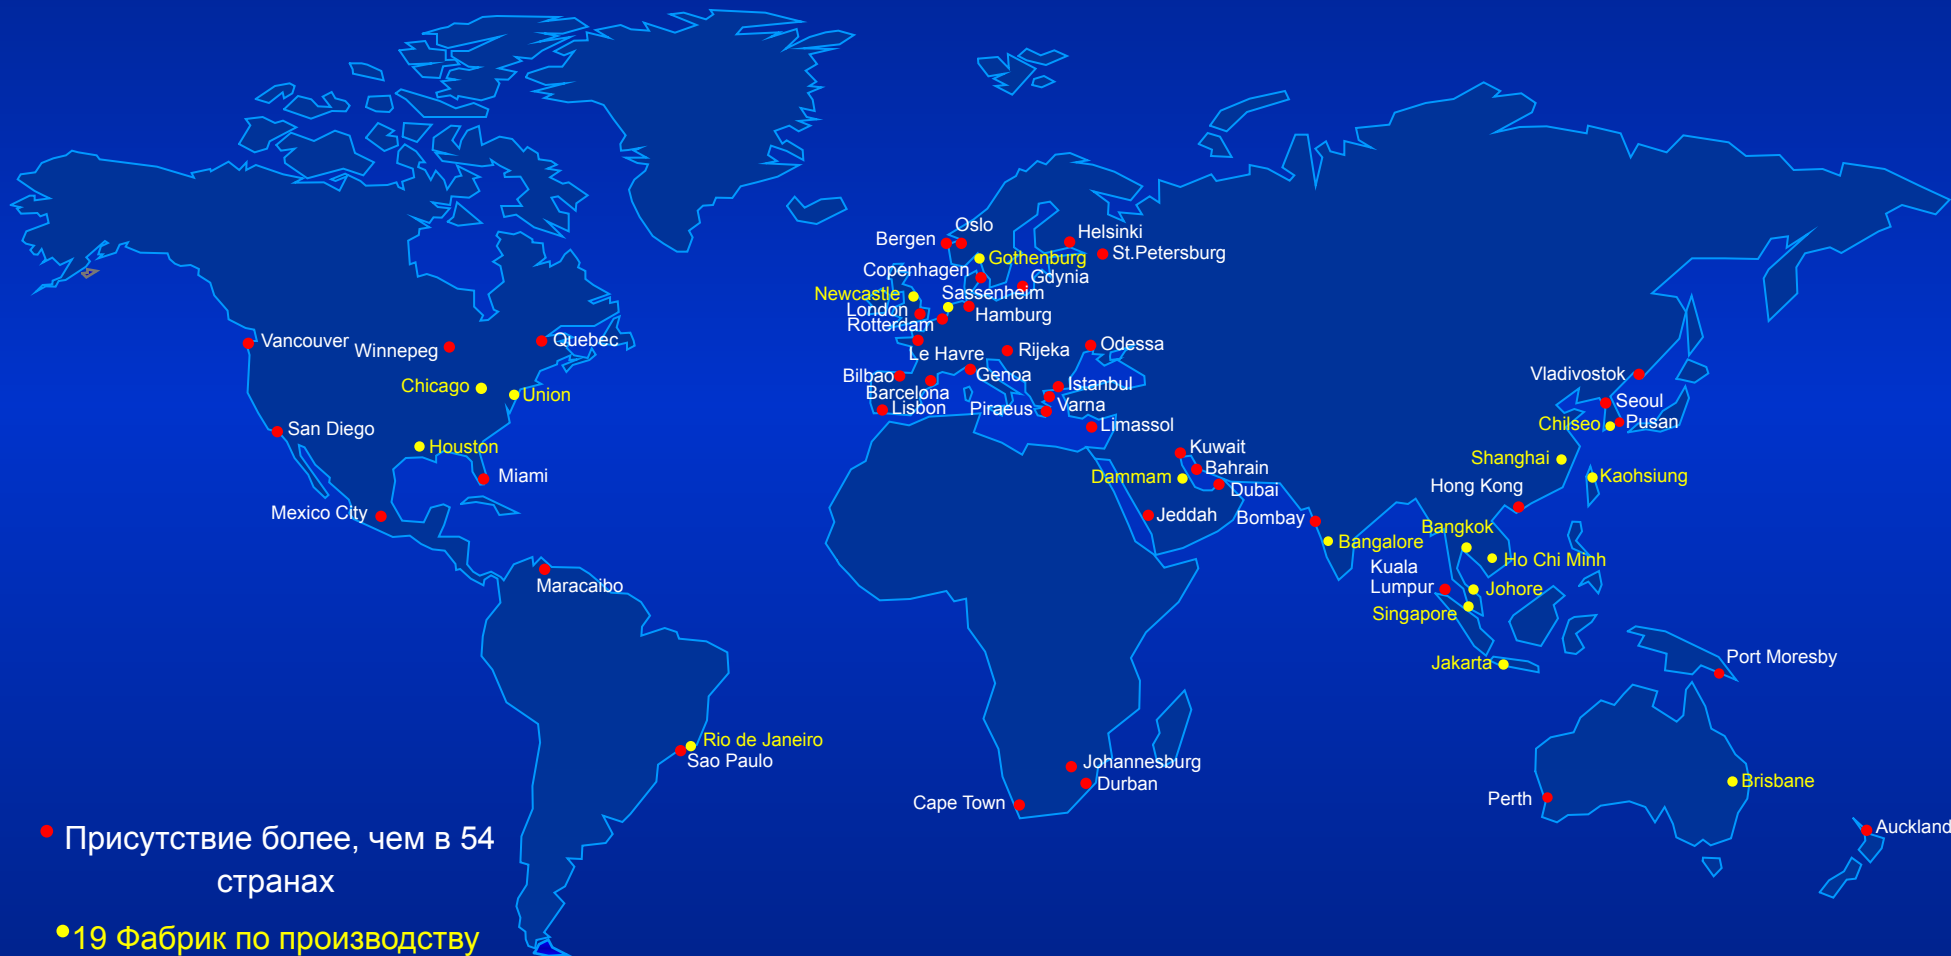 Oslo
Bergen
Helsinki
St.Petersburg
Gothenburg
Copenhagen
Gdynia
Newcastle
Sassenheim
London
Hamburg
Rotterdam
Vancouver
Winnepeg
Quebec
Le Havre
Rijeka
Odessa
Chicago
Union
Bilbao
Genoa
Barcelona
Istanbul
Lisbon
Piraeus
Varna
Vladivostok
Seoul
Chilseo
Pusan
San Diego
Limassol
Houston
Kuwait
Shanghai
Miami
Dammam
Bahrain
Kaohsiung
Dubai
Hong Kong
Mexico City
Jeddah
Bombay
Bangkok
Bangalore
Ho Chi Minh
Kuala
Lumpur
Maracaibo
Johore
Singapore
Jakarta
Port Moresby
Rio de Janeiro
Sao Paulo
Johannesburg
Durban
Brisbane
Cape Town
Perth
Auckland
Присутствие более, чем в 54
странах
19 Фабрик по производству